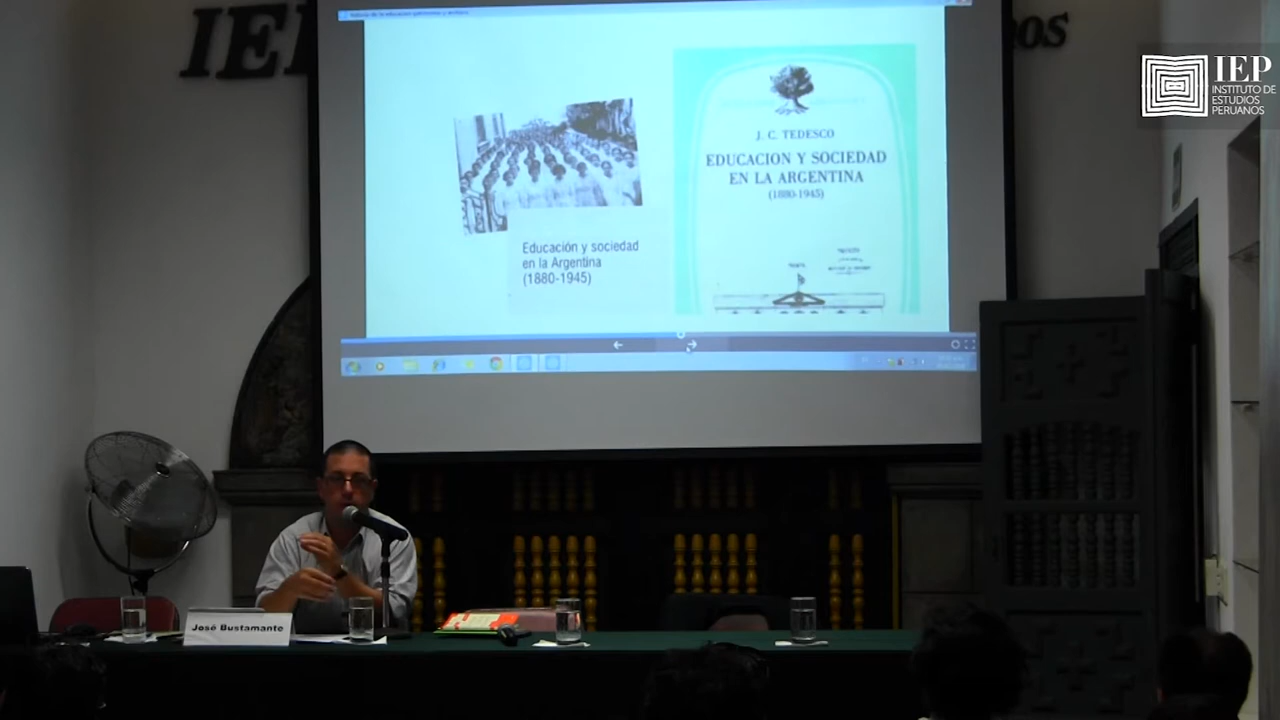 IEP
IEP
INSTITUTO DE
ESTUDIOS
PERUANOS
J. C. TEDESCO
EDUCACION Y SOCIEDAD
EN LA ARGENTINA
(1880-1945)
Educación y sociedad
en la Argentina
(1880-1945)
José Bustamante